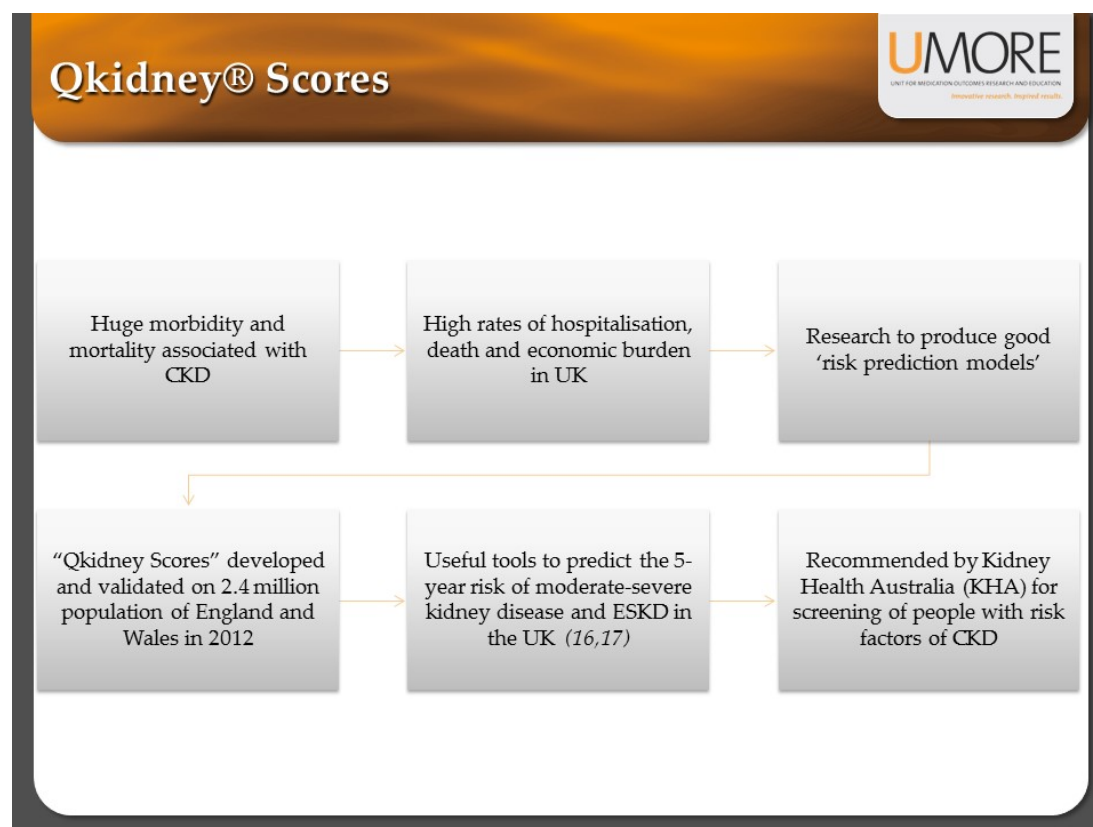 Qkidney® Scores
UMORE
UNIT FOR MEDICATION OUTCOMES RESEARCH AND EDUCATION
Innovative research. Inspired results.
Huge morbidity and
mortality associated with
CKD
High rates of hospitalisation,
death and economic burden
in UK
Research to produce good
‘risk prediction models’
“Qkidney Scores” developed
and validated on 2.4 million
population of England and
Wales in 2012
Useful tools to predict the 5-
year risk of moderate-severe
kidney disease and ESKD in
the UK (16,17)
Recommended by Kidney
Health Australia (KHA) for
screening of people with risk
factors of CKD